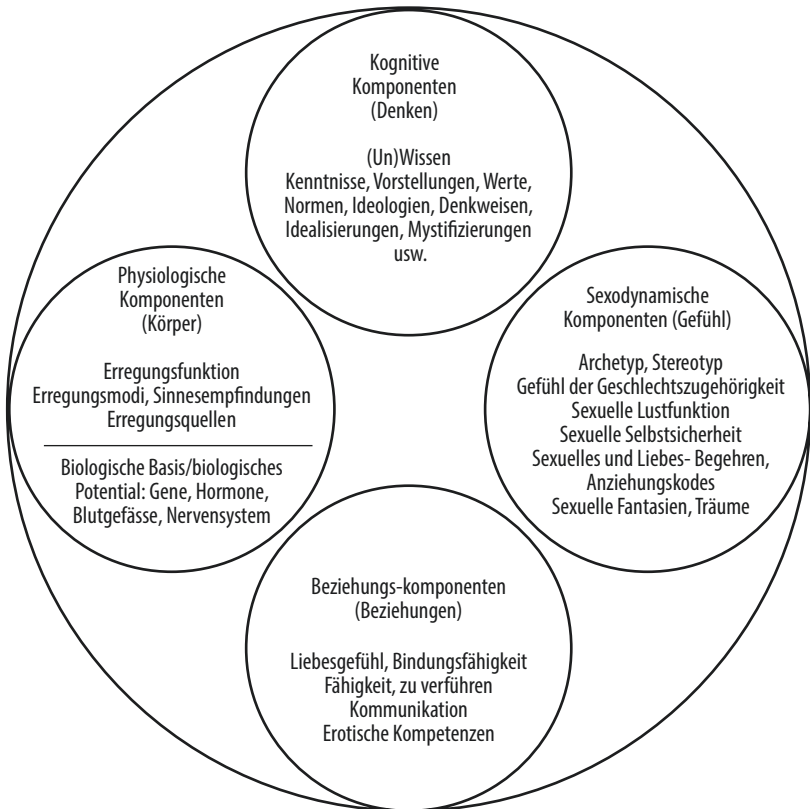 Kognitive
Komponenten
(Denken)
(Un)Wissen
Kenntnisse, Vorstellungen, Werte,
Normen, Ideologien, Denkweisen,
Idealisierungen, Mystifizierungen
usw.
Physiologische
Komponenten
(Körper)
Erregungsfunktion
Erregungsmodi, Sinnesempfindungen
Erregungsquellen
Biologische Basis/biologisches
Potential: Gene, Hormone,
Blutgefässe, Nervensystem
Sexodynamische
Komponenten (Gefühl)
Archetyp, Stereotyp
Gefühl der Geschlechtszugehörigkeit
Sexuelle Lustfunktion
Sexuelle Selbstsicherheit
Sexuelles und Liebes- Begehren,
Anziehungskodes
Sexuelle Fantasien, Träume
Beziehungs-komponenten
(Beziehungen)
Liebesgefühl, Bindungsfähigkeit
Fähigkeit, zu verführen
Kommunikation
Erotische Kompetenzen